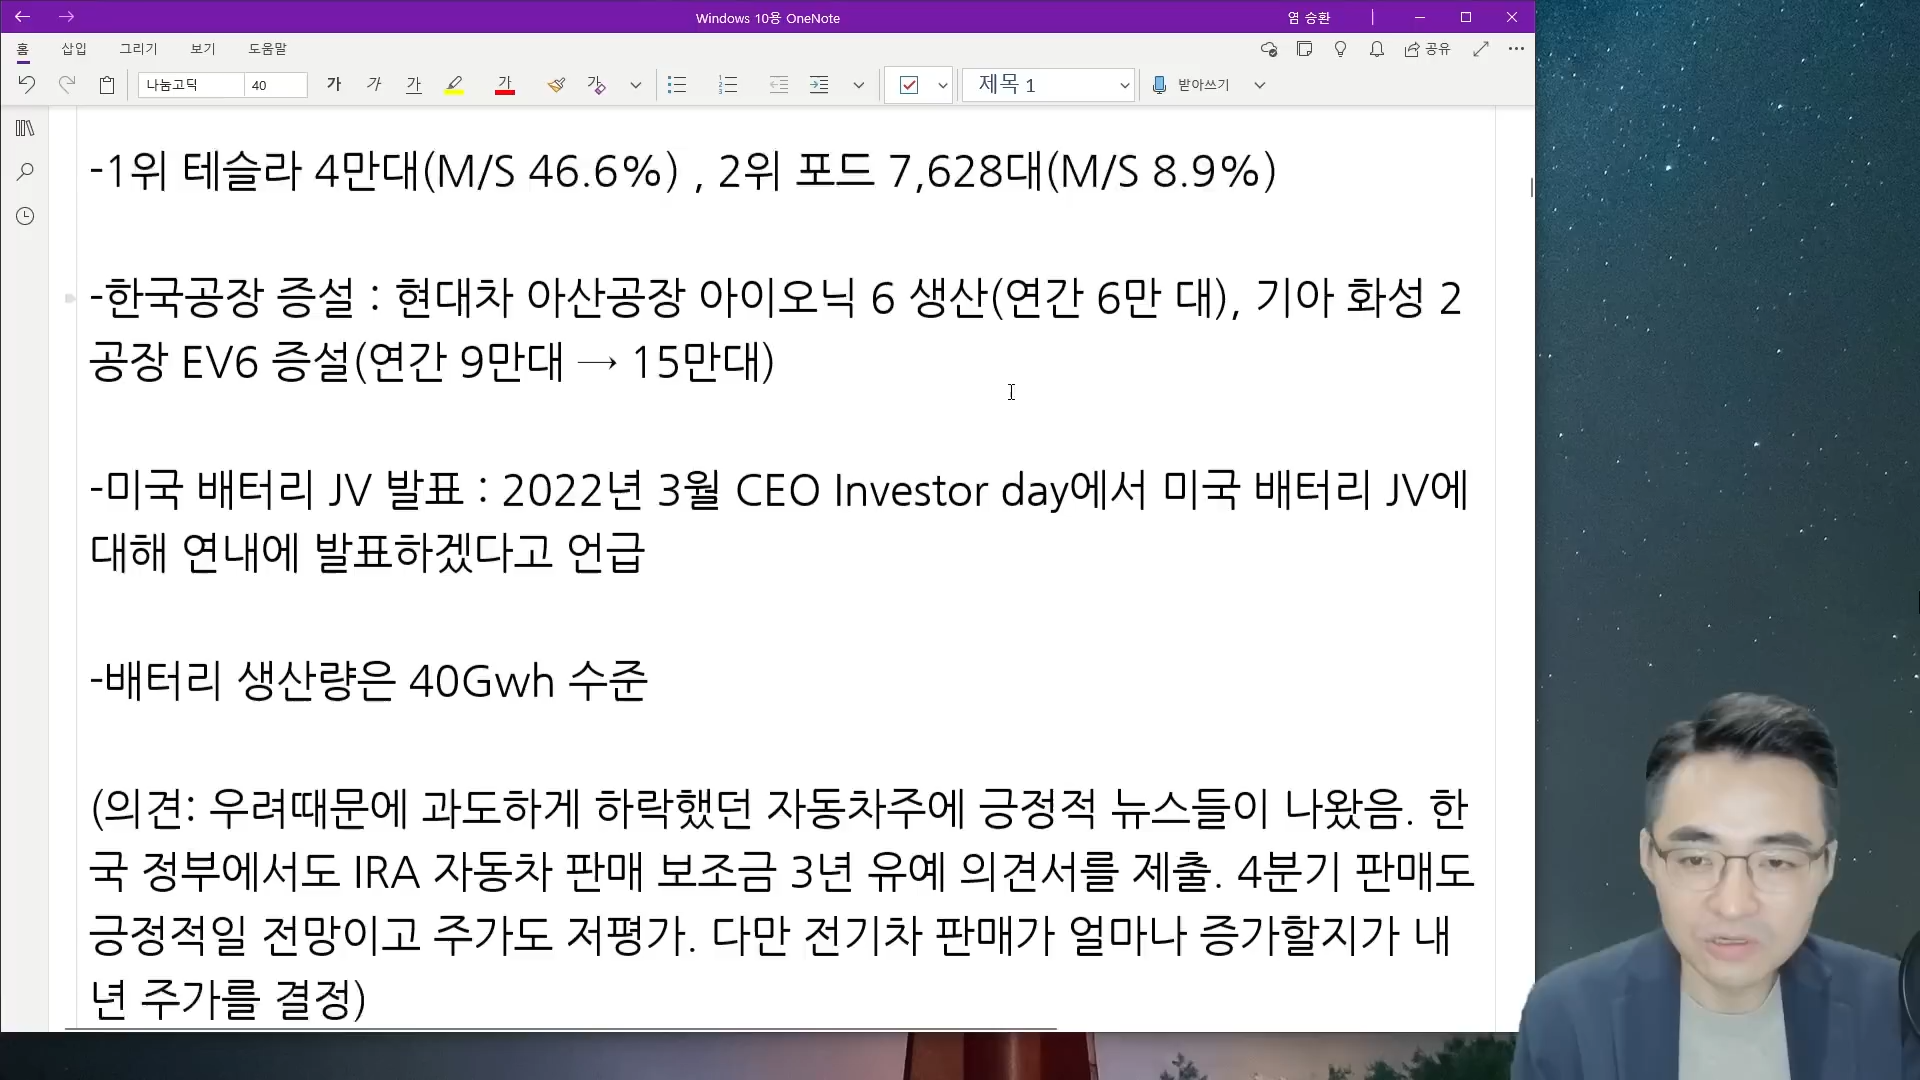 Windows 10용 OneNote
염 승환
홈 삽입 그리기 보기 도움말
공유
나눔고딕 40 가 가 가 가 가 제목 1 받아쓰기
-1위 테슬라 4만대(M/S 46.6%) , 2위 포드 7,628대(M/S 8.9%)
-한국공장 증설 : 현대차 아산공장 아이오닉 6 생산(연간 6만 대), 기아 화성 2
공장 EV6 증설(연간 9만대 → 15만대)
-미국 배터리 JV 발표 : 2022년 3월 CEO Investor day에서 미국 배터리 JV에
대해 연내에 발표하겠다고 언급
-배터리 생산량은 40Gwh 수준
(의견: 우려때문에 과도하게 하락했던 자동차주에 긍정적 뉴스들이 나왔음. 한
국 정부에서도 IRA 자동차 판매 보조금 3년 유예 의견서를 제출. 4분기 판매도
긍정적일 전망이고 주가도 저평가. 다만 전기차 판매가 얼마나 증가할지가 내
년 주가를 결정)